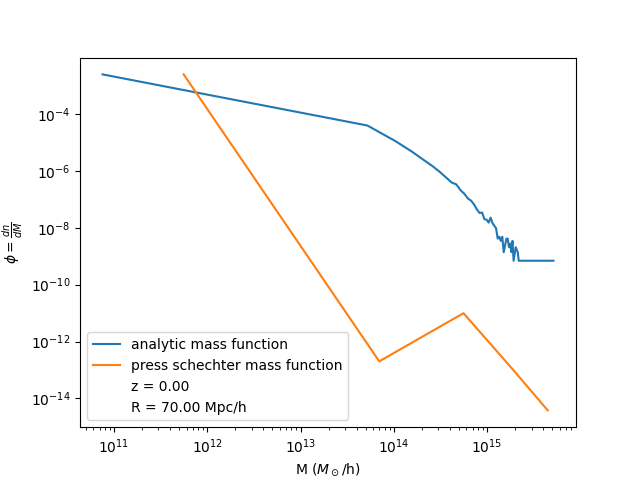 10⁻⁴
10⁻⁶
10⁻⁸
10⁻¹⁰
10⁻¹²
10⁻¹⁴
ϕ = dn/dM
analytic mass function
press schechter mass function
z = 0.00
R = 70.00 Mpc/h
10¹¹ 10¹² 10¹³ 10¹⁴ 10¹⁵
M (M⊙/h)